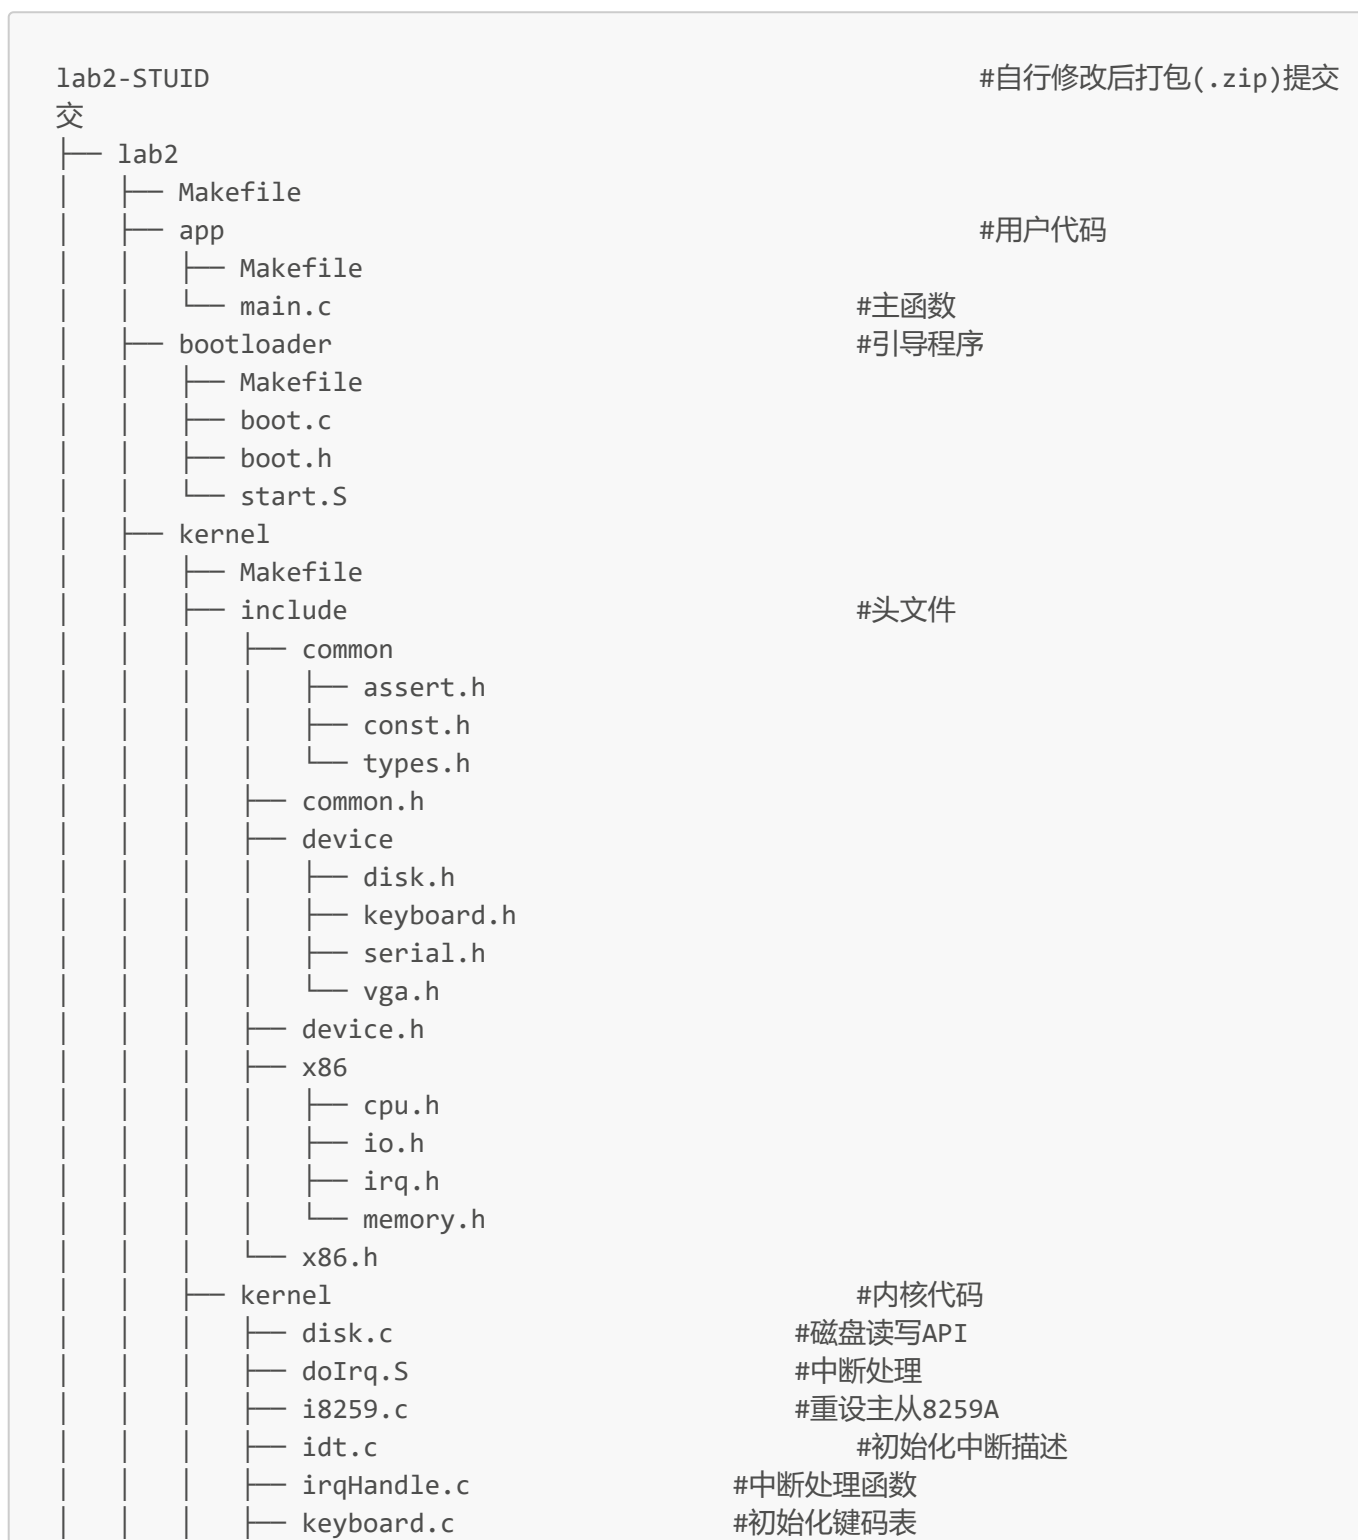 lab2-STUID #自行修改后打包(.zip)提交
交
├── lab2
│   ├── Makefile
│   ├── app #用户代码
│   │   ├── Makefile
│   │   └── main.c #主函数
│   ├── bootloader #引导程序
│   │   ├── Makefile
│   │   ├── boot.c
│   │   ├── boot.h
│   │   └── start.S
│   ├── kernel
│   │   ├── Makefile
│   │   ├── include #头文件
│   │   │   ├── common
│   │   │   │   ├── assert.h
│   │   │   │   ├── const.h
│   │   │   │   └── types.h
│   │   │   ├── common.h
│   │   │   ├── device
│   │   │   │   ├── disk.h
│   │   │   │   ├── keyboard.h
│   │   │   │   ├── serial.h
│   │   │   │   └── vga.h
│   │   │   ├── device.h
│   │   │   ├── x86
│   │   │   │   ├── cpu.h
│   │   │   │   ├── io.h
│   │   │   │   ├── irq.h
│   │   │   │   └── memory.h
│   │   │   └── x86.h
│   │   ├── kernel #内核代码
│   │   │   ├── disk.c #磁盘读写API
│   │   │   ├── doIrq.S #中断处理
│   │   │   ├── i8259.c #重设主从8259A
│   │   │   ├── idt.c #初始化中断描述
│   │   │   ├── irqHandle.c #中断处理函数
│   │   │   ├── keyboard.c #初始化键码表